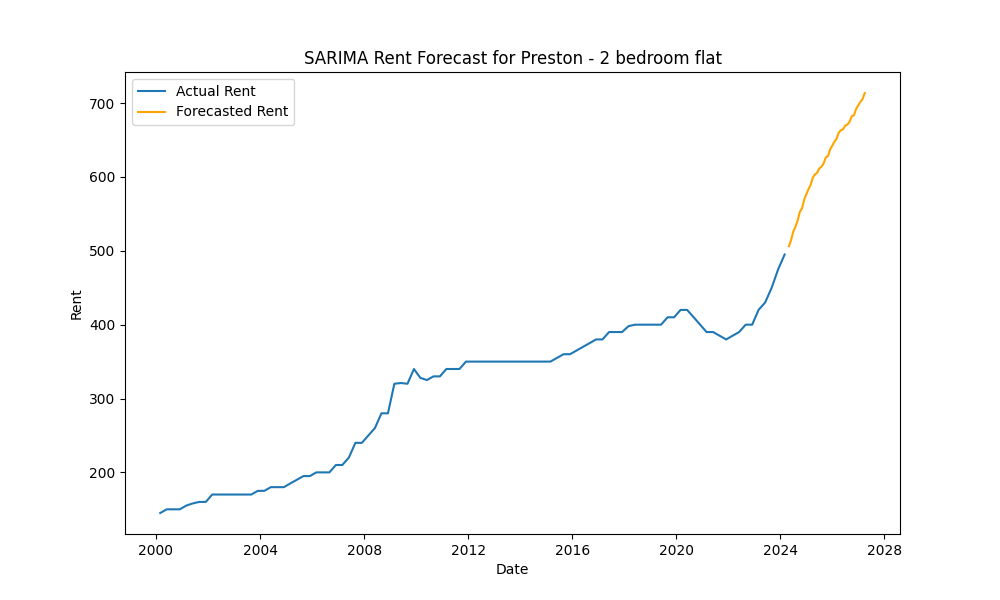 SARIMA Rent Forecast for Preston - 2 bedroom flat
Actual Rent
Forecasted Rent
700
600
500
400
300
200
Rent
2000 2004 2008 2012 2016 2020 2024 2028
Date